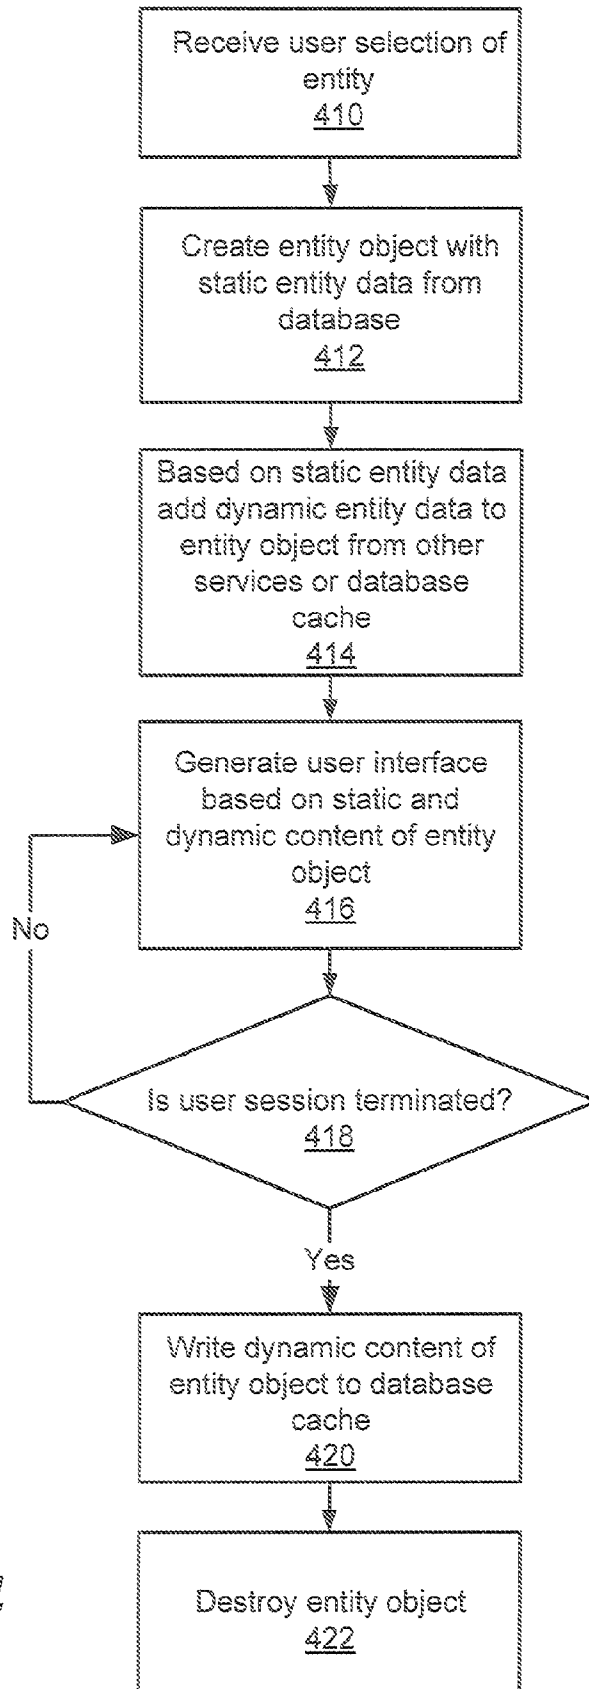 Receive user selection of
entity
410
Create entity object with
static entity data from
database
412
Based on static entity data
add dynamic entity data to
entity object from other
services or database
cache
414
Generate user interface
based on static and
dynamic content of entity
object
416
No
Is user session terminated?
418
Yes
Write dynamic content of
entity object to database
cache
420
Destroy entity object
422